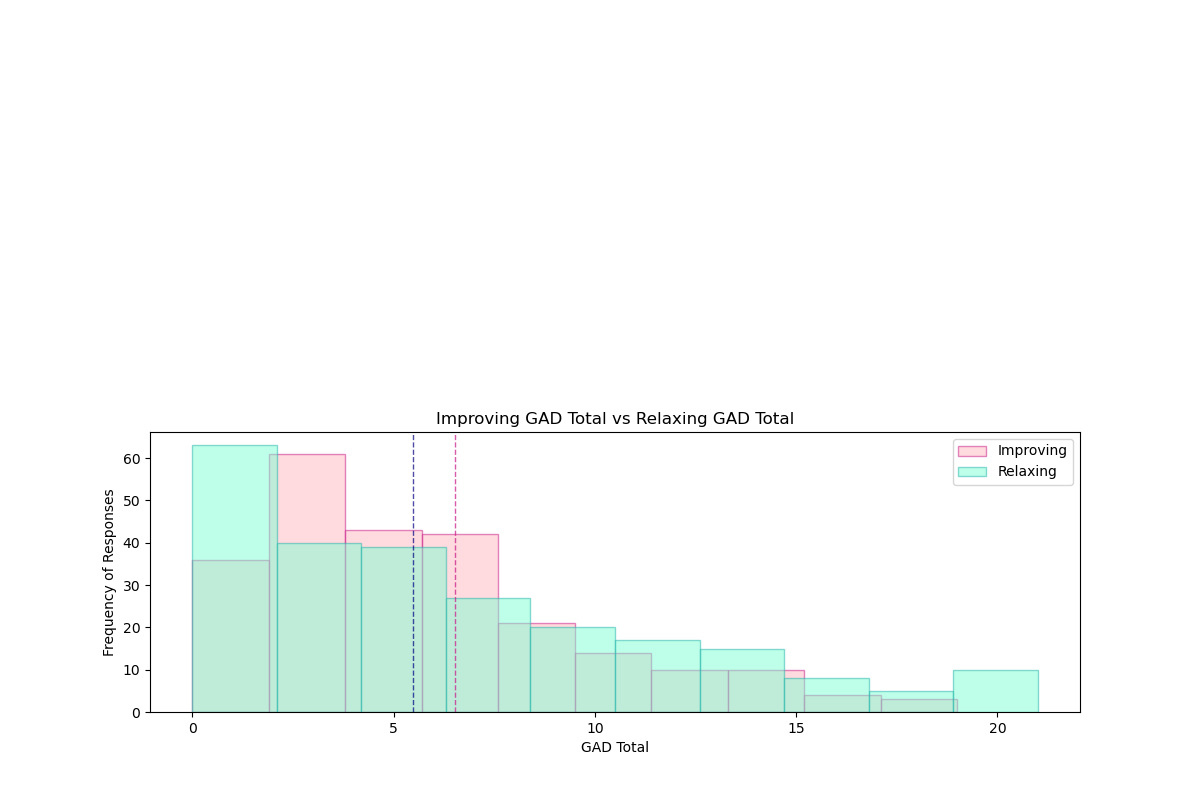 Improving GAD Total vs Relaxing GAD Total
Improving
Relaxing
Frequency of Responses
60
50
40
30
20
10
0
0 5 10 15 20
GAD Total